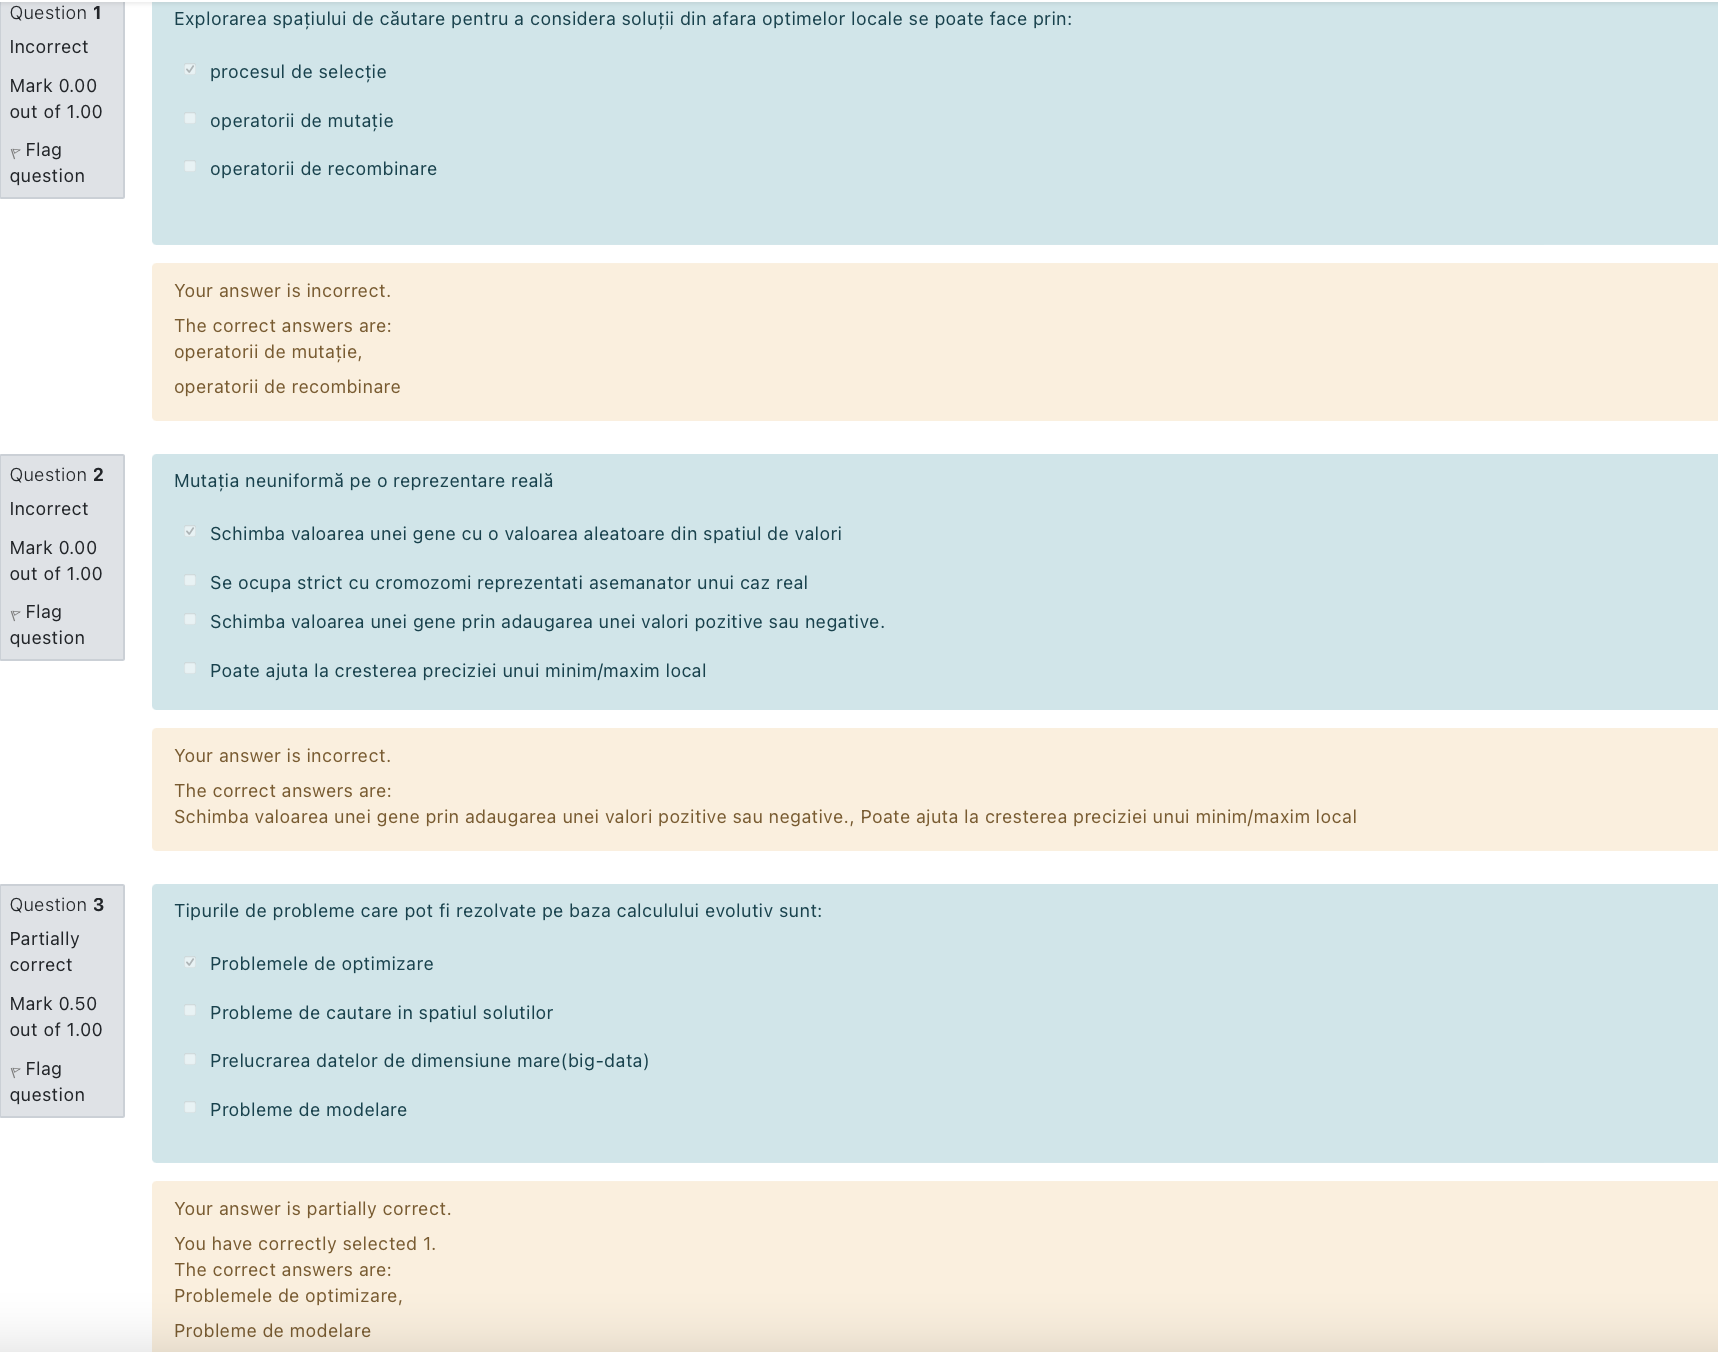 Question 1
Incorrect
Mark 0.00
out of 1.00
Flag
question
Explorarea spațiului de căutare pentru a considera soluții din afara optimelor locale se poate face prin:
procesul de selecție
operatorii de mutație
operatorii de recombinare
Your answer is incorrect.
The correct answers are:
operatorii de mutație,
operatorii de recombinare
Question 2
Incorrect
Mark 0.00
out of 1.00
Flag
question
Mutația neuniformă pe o reprezentare reală
Schimba valoarea unei gene cu o valoarea aleatoare din spatiul de valori
Se ocupa strict cu cromozomi reprezentati asemanator unui caz real
Schimba valoarea unei gene prin adaugarea unei valori pozitive sau negative.
Poate ajuta la cresterea preciziei unui minim/maxim local
Your answer is incorrect.
The correct answers are:
Schimba valoarea unei gene prin adaugarea unei valori pozitive sau negative., Poate ajuta la cresterea preciziei unui minim/maxim local
Question 3
Partially
correct
Mark 0.50
out of 1.00
Flag
question
Tipurile de probleme care pot fi rezolvate pe baza calculului evolutiv sunt:
Problemele de optimizare
Probleme de cautare in spatiul solutilor
Prelucrarea datelor de dimensiune mare(big-data)
Probleme de modelare
Your answer is partially correct.
You have correctly selected 1.
The correct answers are:
Problemele de optimizare,
Probleme de modelare